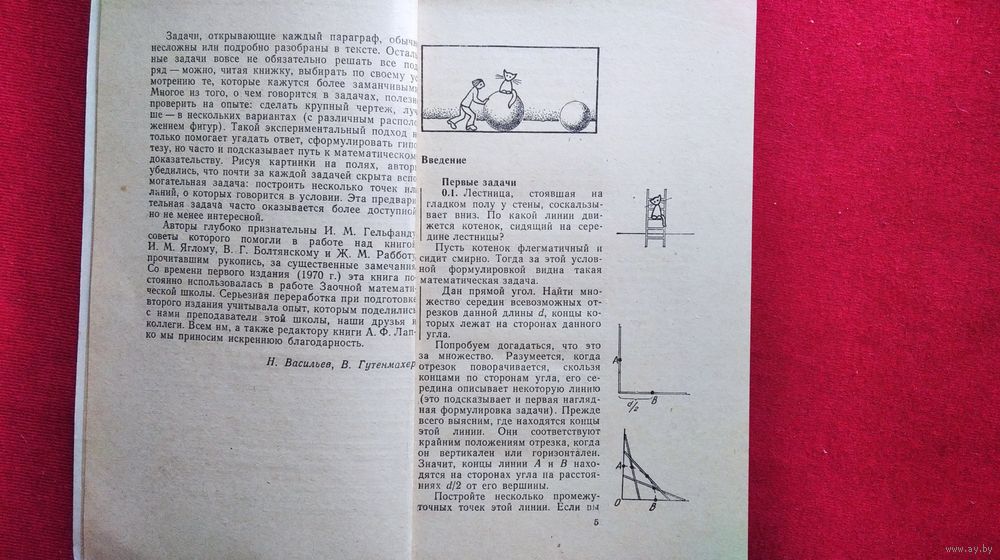 Задачи, открывающие каждый параграф, обычн
несложны или подробно разобраны в тексте. Осталь
ные задачи вовсе не обязательно решать все под
ряд — можно, читая книжку, выбирать по своему ус
мотрению те, которые кажутся более заманчивыми
Многое из того, о чем говорится в задачах, полезн
проверить на опыте: сделать крупный чертеж, луч
ше — в нескольких вариантах (с различным располо
жением фигур). Такой экспериментальный подход н
только помогает угадать ответ, сформулировать гипо
тезу, но часто и подсказывает путь к математическом
доказательству. Рисуя картинки на полях, автор
убедились, что почти за каждой задачей скрыта вспо
могательная задача: построить несколько точек или
линий, о которых говорится в условии. Эта предвари
тельная задача часто оказывается более доступной
но не менее интересной.
Авторы глубоко признательны И. М. Гельфанду
советы которого помогли в работе над книгой
И. М. Яглому, В. Г. Болтянскому и Ж. М. Рабботу
прочитавшим рукопись, за существенные замечания.
Со времени первого издания (1970 г.) эта книга по-
стоянно использовалась в работе Заочной математи-
ческой школы. Серьезная переработка при подготовке
второго издания учитывала опыт, которым поделились
с нами преподаватели этой школы, наши друзья и
коллеги. Всем им, а также редактору книги А. Ф. Лап-
ко мы приносим искреннюю благодарность.
Н. Васильев, В. Гутенмахер
Введение
Первые задачи
0.1. Лестница, стоявшая на
гладком полу у стены, соскальзы-
вает вниз. По какой линии дви-
жется котенок, сидящий на сере-
дине лестницы?
Пусть котенок флегматичный и
сидит смирно. Тогда за этой услов-
ной формулировкой видна такая
математическая задача.
Дан прямой угол. Найти мно-
жество середин всевозможных от-
резков данной длины d, концы ко-
торых лежат на сторонах данного
угла.
Попробуем догадаться, что это
за множество. Разумеется, когда
отрезок поворачивается, скользя
концами по сторонам угла, его се-
редина описывает некоторую линию
(это подсказывает и первая нагляд-
ная формулировка задачи). Прежде
всего выясним, где находятся концы
этой линии. Они соответствуют
крайним положениям отрезка, когда
он вертикален или горизонтален.
Значит, концы линии A и B нахо-
дятся на сторонах угла на расстоя-
ниях d/2 от его вершины.
Постройте несколько промежу-
точных точек этой линии. Если вы
5
A
d/2 B
A
O B
www.ay.by